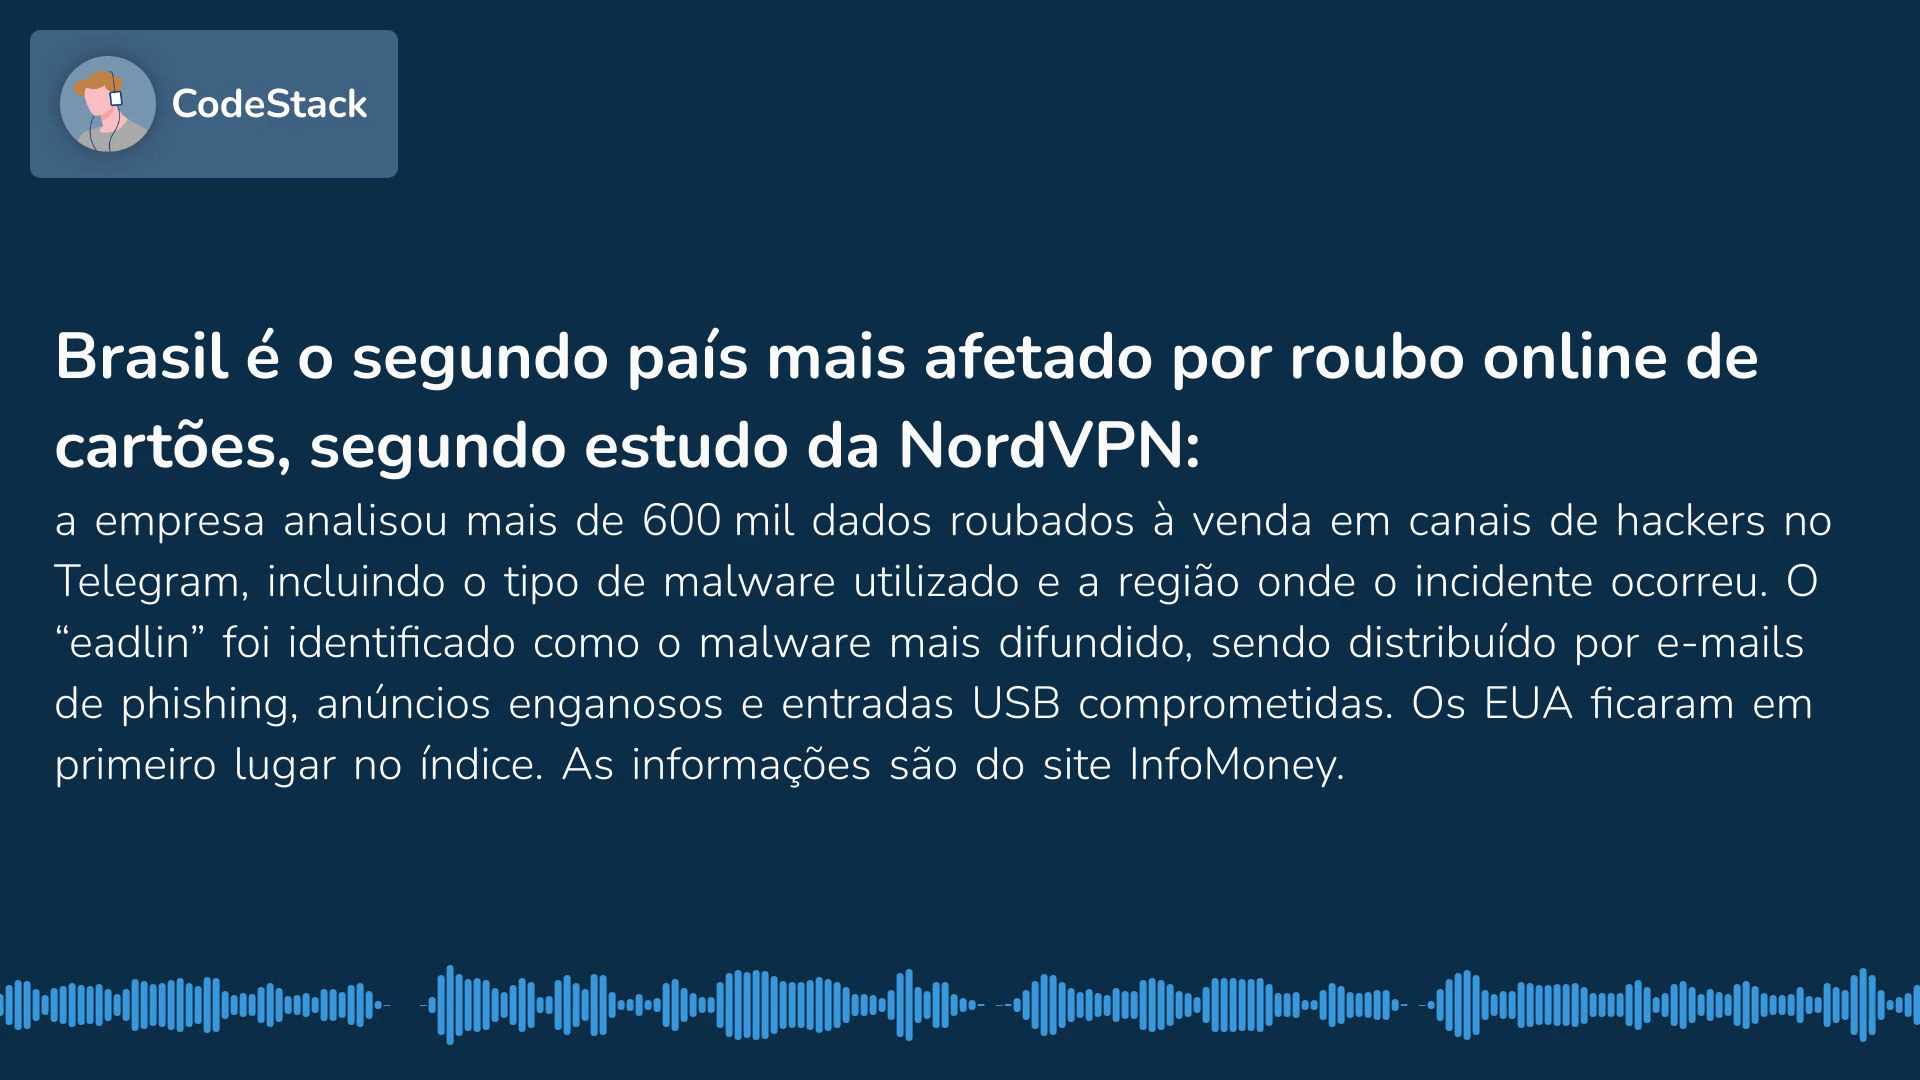 CodeStack
Brasil é o segundo país mais afetado por roubo online de
cartões, segundo estudo da NordVPN:
a empresa analisou mais de 600 mil dados roubados à venda em canais de hackers no
Telegram, incluindo o tipo de malware utilizado e a região onde o incidente ocorreu. O
“eadlin” foi identificado como o malware mais difundido, sendo distribuído por e-mails
de phishing, anúncios enganosos e entradas USB comprometidas. Os EUA ficaram em
primeiro lugar no índice. As informações são do site InfoMoney.